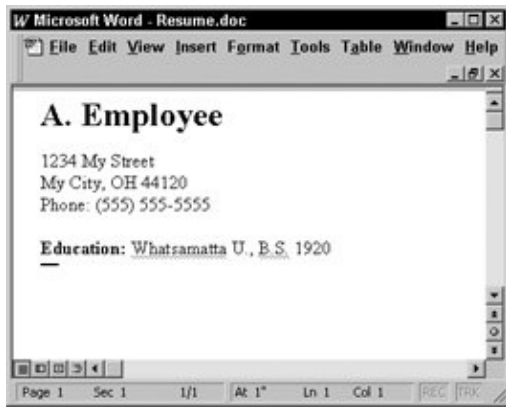 W Microsoft Word - Resume.doc
File Edit View Insert Format Tools Table Window Help
A. Employee
1234 My Street
My City, OH 44120
Phone: (555) 555-5555
Education: Whatsamatta U., B.S. 1920
Page 1 Sec 1 1/1 At 1" Ln 1 Col 1 REC TRK